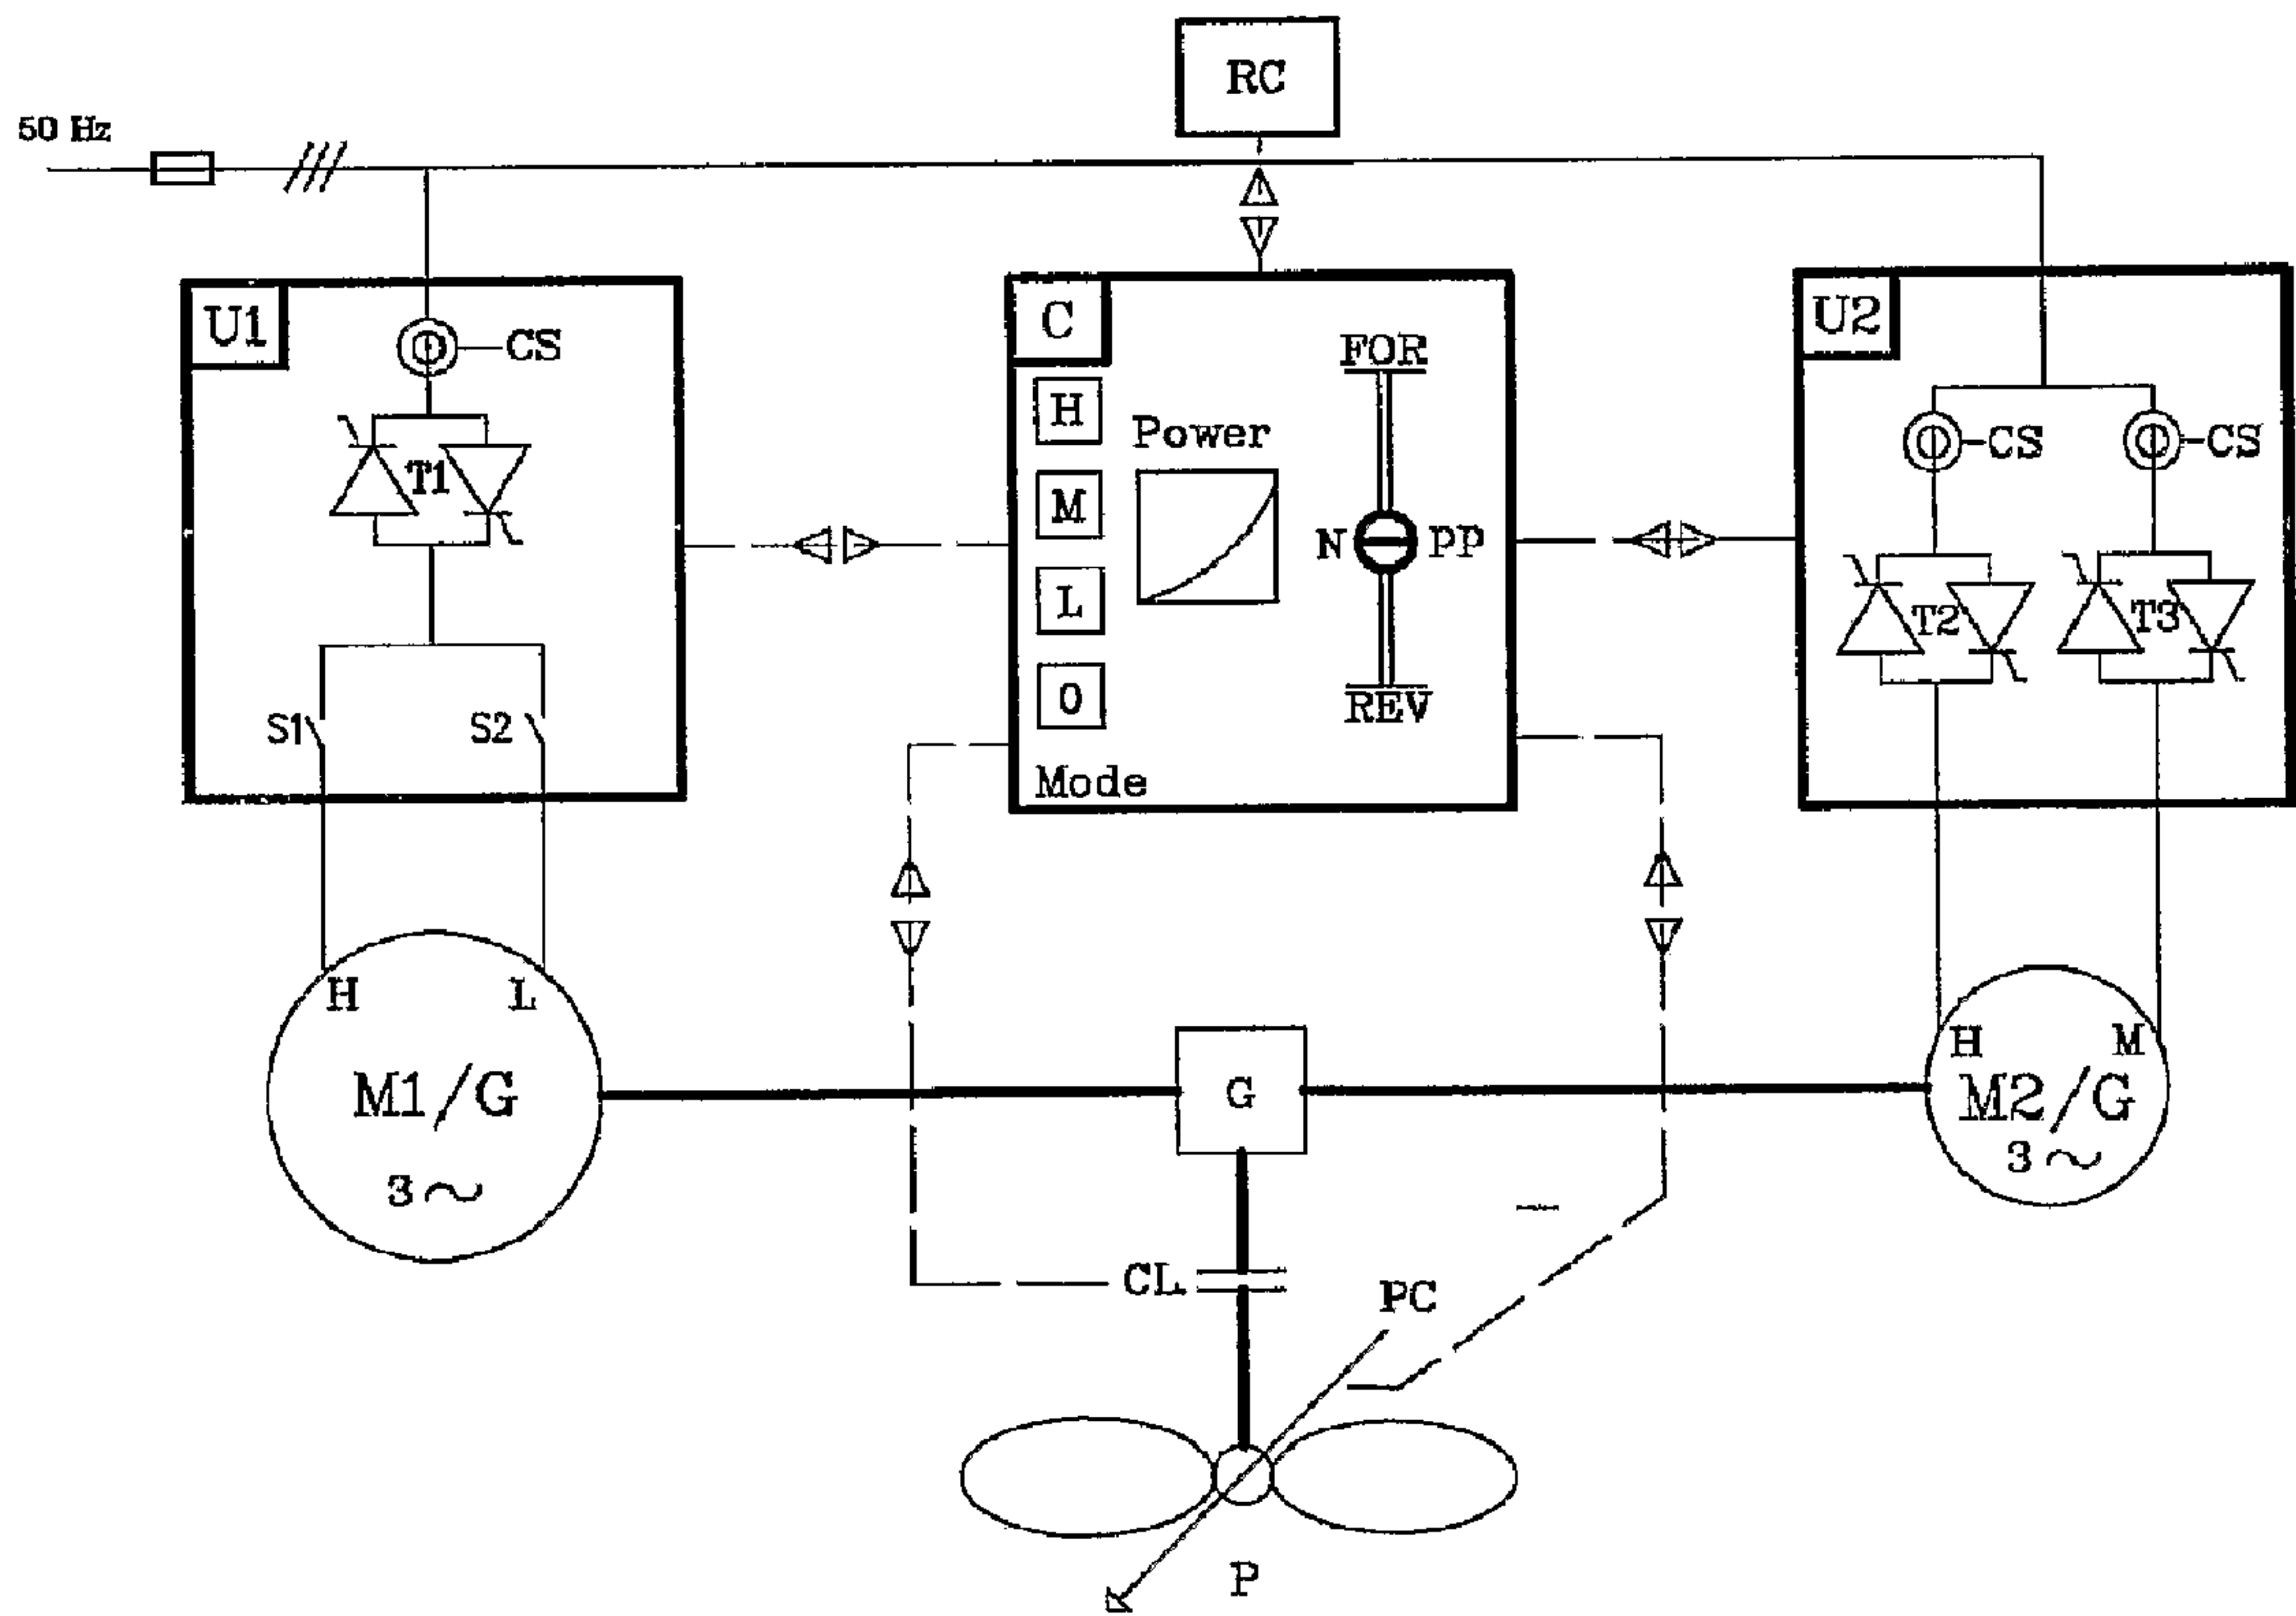 RC
50 Hz
U1
CS
T1
S1
S2
C
H
M
L
0
Mode
Power
FOR
N
PP
REV
U2
CS
CS
T2
T3
H
L
M1/G
3~
G
H
M
M2/G
3~
CL
PC
P